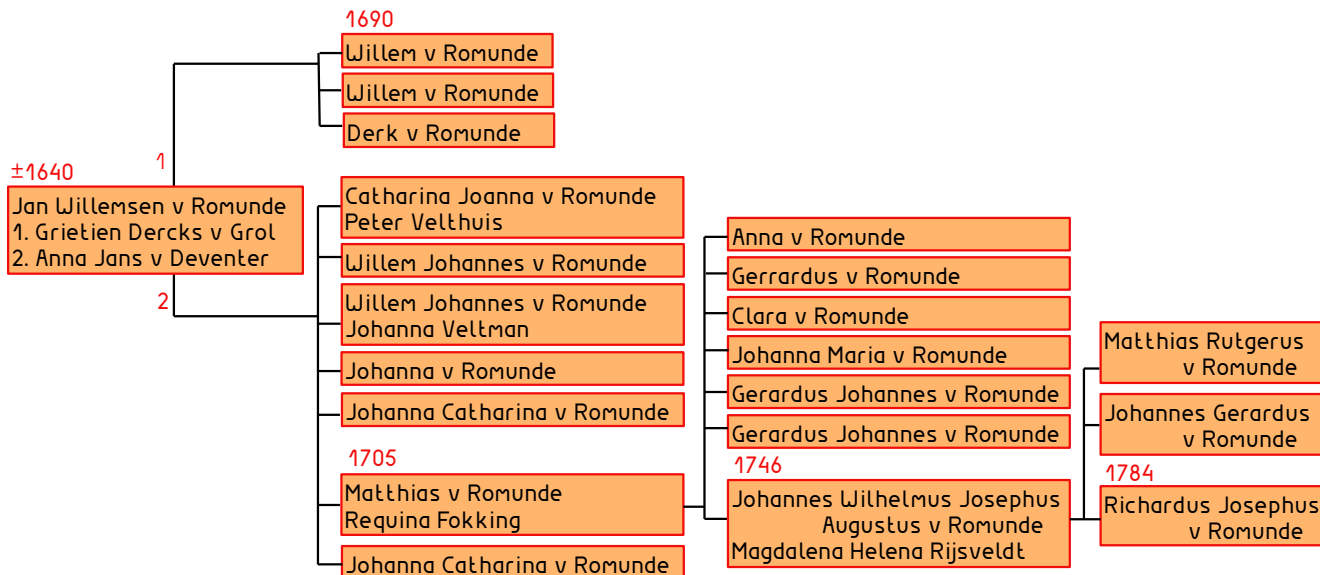 1690
Willem v Romunde
Willem v Romunde
Derk v Romunde
1
±1640
Jan Willemsen v Romunde
1. Grietien Dercks v Grol
2. Anna Jans v Deventer
2
Catharina Joanna v Romunde
Peter Velthuis
Willem Johannes v Romunde
Willem Johannes v Romunde
Johanna Veltman
Johanna v Romunde
Johanna Catharina v Romunde
1705
Matthias v Romunde
Requina Fokking
Johanna Catharina v Romunde
Anna v Romunde
Gerrardus v Romunde
Clara v Romunde
Johanna Maria v Romunde
Gerardus Johannes v Romunde
Gerardus Johannes v Romunde
1746
Johannes Wilhelmus Josephus
Augustus v Romunde
Magdalena Helena Rijsveldt
Matthias Rutgerus
v Romunde
Johannes Gerardus
v Romunde
1784
Richardus Josephus
v Romunde